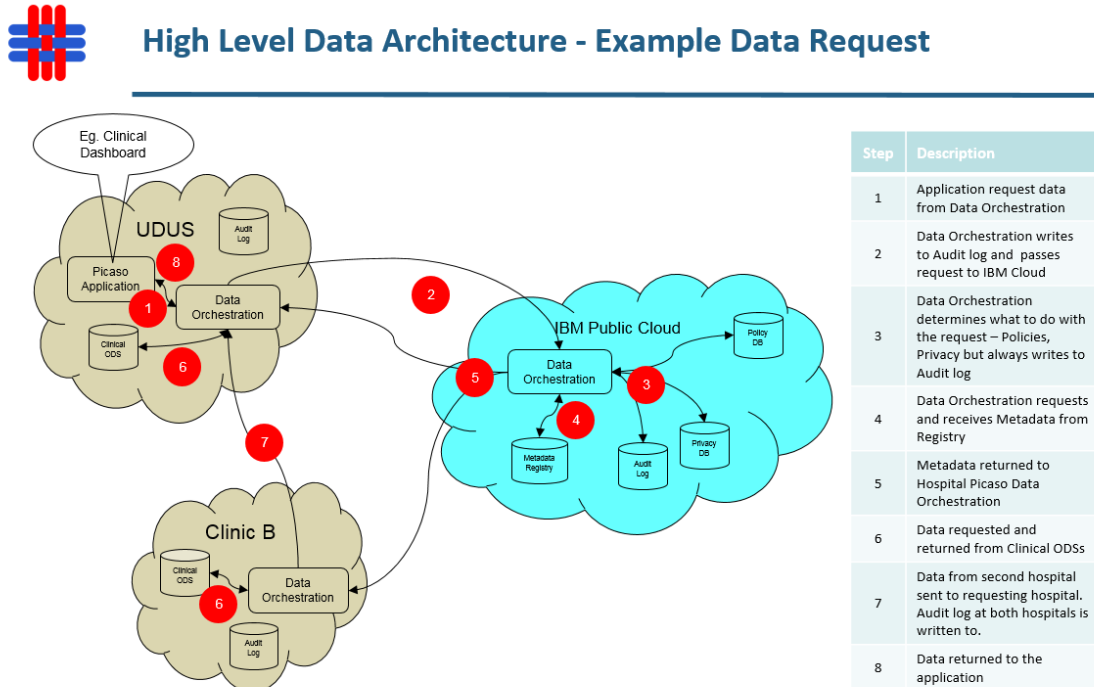 High Level Data Architecture - Example Data Request
Eg. Clinical
Dashboard
UDUS
Audit
Log
8
Picaso
Application
1
Data
Orchestration
Clinical
ODS
6
2
IBM Public Cloud
Policy
DB
Data
Orchestration
5
3
4
Metadata
Registry
Audit
Log
Privacy
DB
7
Clinic B
Clinical
ODS
6
Data
Orchestration
Audit
Log
Step Description
1 Application request data
from Data Orchestration
2 Data Orchestration writes
to Audit log and passes
request to IBM Cloud
3 Data Orchestration
determines what to do with
the request – Policies,
Privacy but always writes to
Audit log
4 Data Orchestration requests
and receives Metadata from
Registry
5 Metadata returned to
Hospital Picaso Data
Orchestration
6 Data requested and
returned from Clinical ODSs
7 Data from second hospital
sent to requesting hospital.
Audit log at both hospitals is
written to.
8 Data returned to the
application